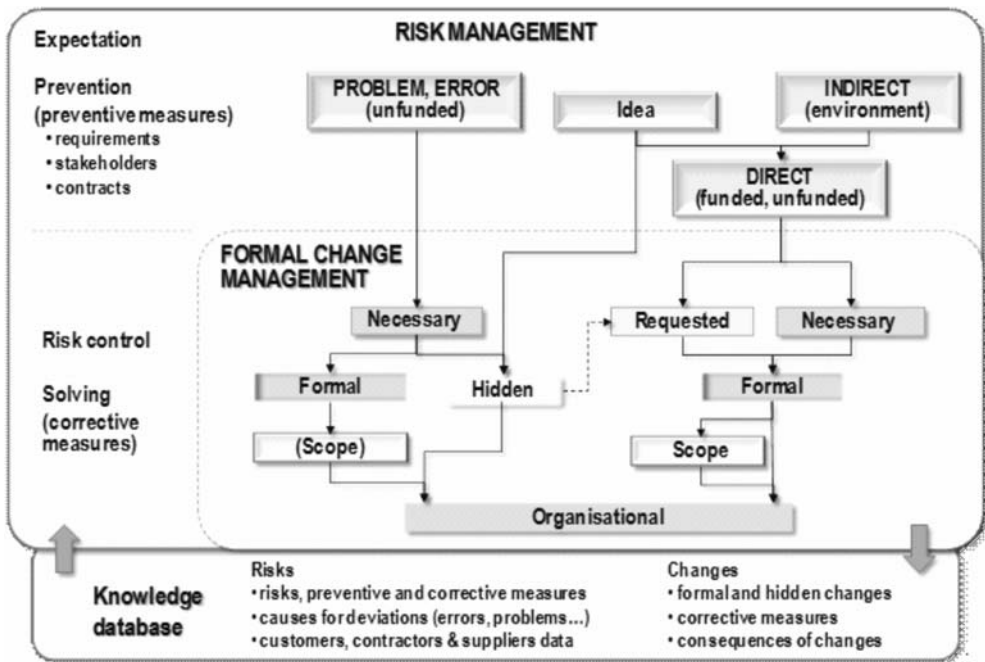 RISK MANAGEMENT
Expectation
Prevention
(preventive measures)
• requirements
• stakeholders
• contracts
PROBLEM, ERROR
(unfunded)
Idea
INDIRECT
(environment)
DIRECT
(funded, unfunded)
FORMAL CHANGE
MANAGEMENT
Necessary
Requested
Necessary
Risk control
Solving
(corrective
measures)
Formal
Hidden
Formal
(Scope)
Scope
Organisational
Knowledge
database
Risks
• risks, preventive and corrective measures
• causes for deviations (errors, problems...)
• customers, contractors & suppliers data
Changes
• formal and hidden changes
• corrective measures
• consequences of changes